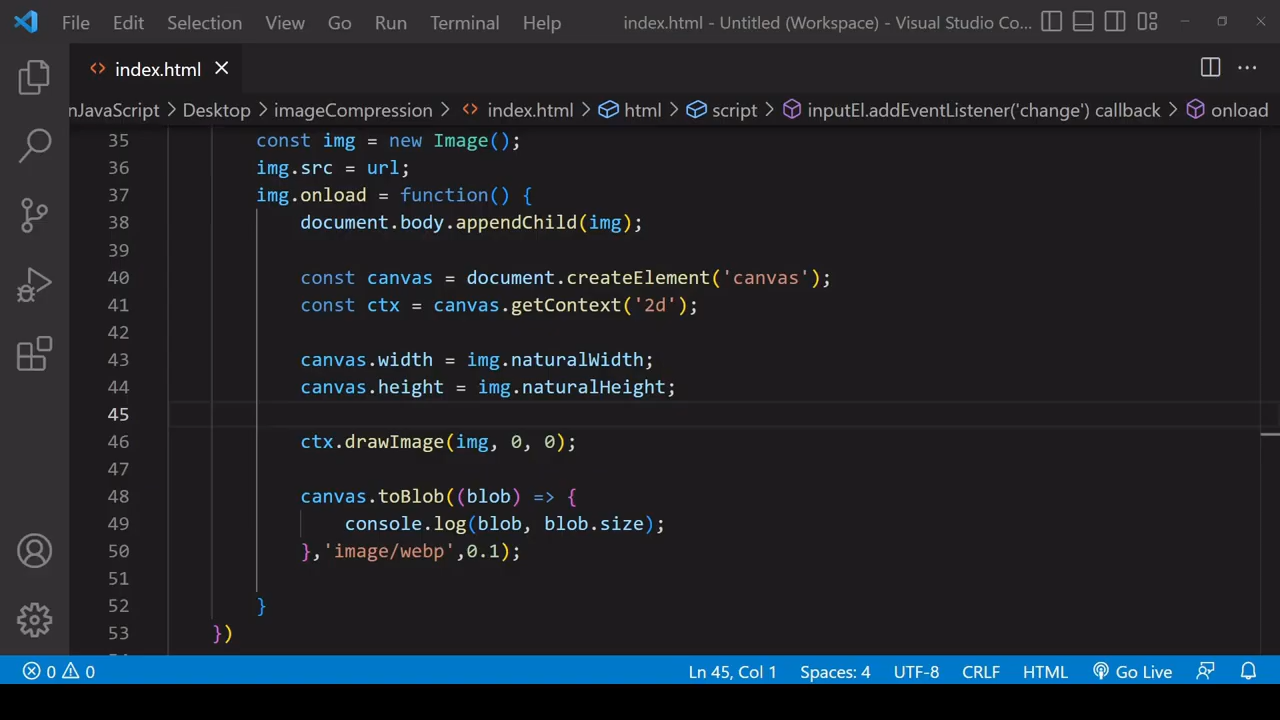 File Edit Selection View Go Run Terminal Help index.html - Untitled (Workspace) - Visual Studio Co...
index.html
nJavaScript > Desktop > imageCompression > index.html > html > script > inputEl.addEventListener('change') callback > onload
35 const img = new Image();
36 img.src = url;
37 img.onload = function() {
38 document.body.appendChild(img);
39
40 const canvas = document.createElement('canvas');
41 const ctx = canvas.getContext('2d');
42
43 canvas.width = img.naturalWidth;
44 canvas.height = img.naturalHeight;
45
46 ctx.drawImage(img, 0, 0);
47
48 canvas.toBlob((blob) => {
49 console.log(blob, blob.size);
50 },'image/webp',0.1);
51
52 }
53 })
0 0 Ln 45, Col 1 Spaces: 4 UTF-8 CRLF HTML Go Live